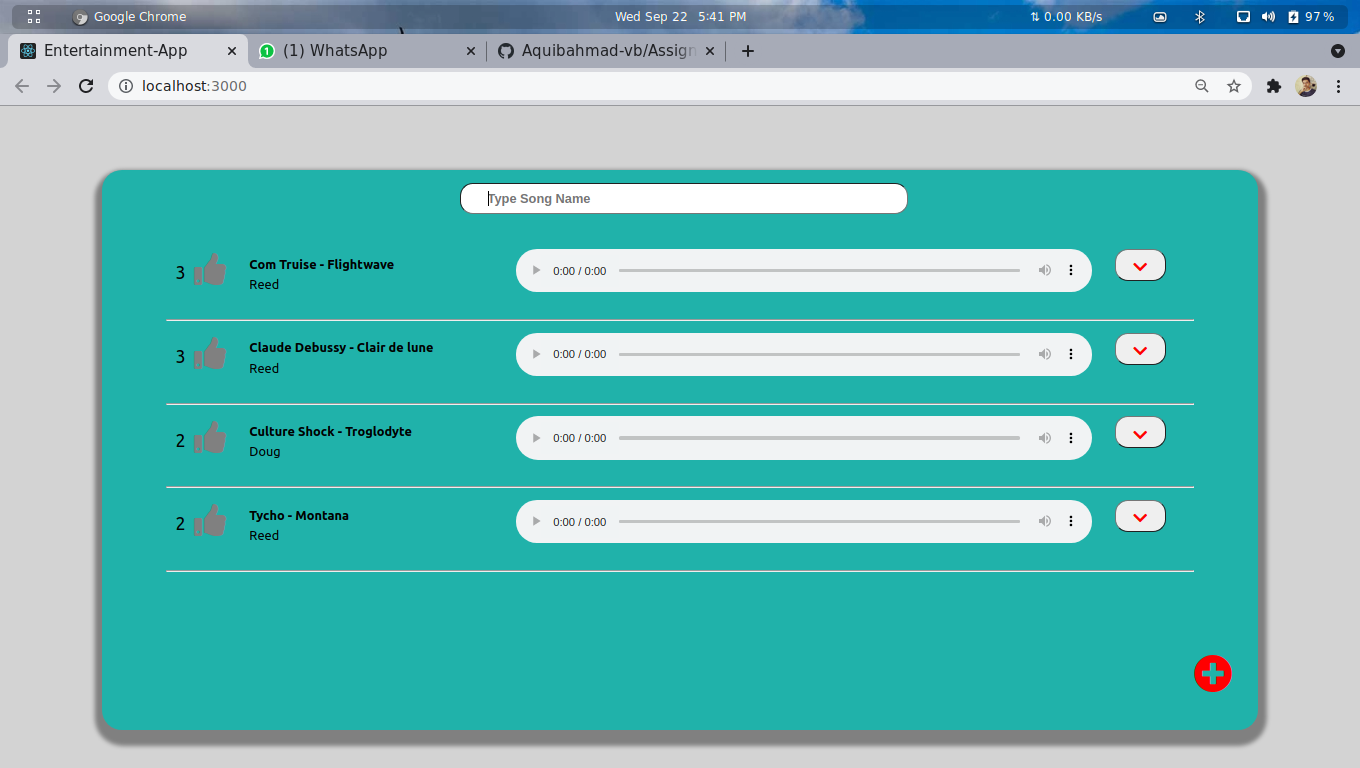 Google Chrome
Wed Sep 22 5:41 PM
0.00 KB/s
97 %
Entertainment-App
(1) WhatsApp
Aquibahmad-vb/Assign
localhost:3000
Type Song Name
3
Com Truise - Flightwave
Reed
0:00 / 0:00
3
Claude Debussy - Clair de lune
Reed
0:00 / 0:00
2
Culture Shock - Troglodyte
Doug
0:00 / 0:00
2
Tycho - Montana
Reed
0:00 / 0:00